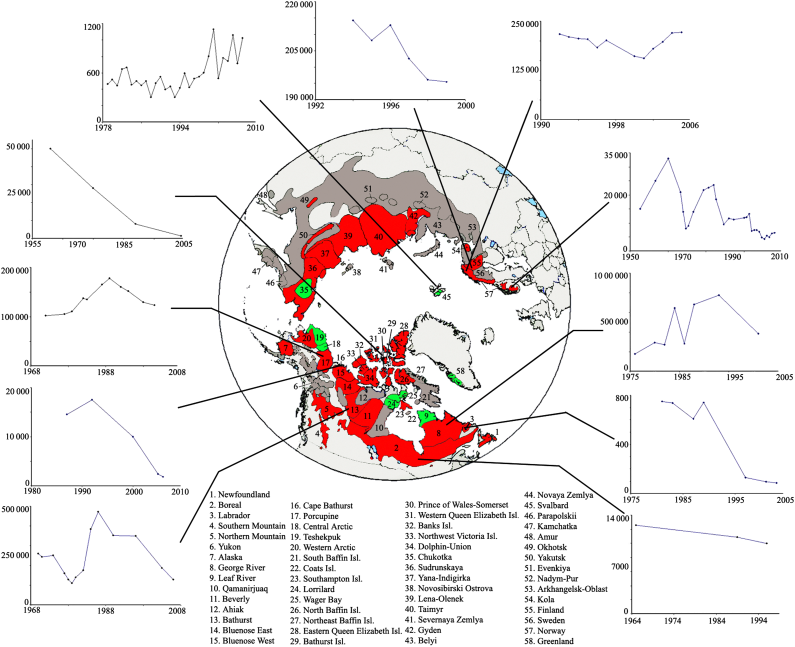 1200
600
0
1978
1994
2010
220 000
205 000
190 000
1992
1996
2000
250 000
125 000
0
1990
1998
2006
50 000
25 000
0
1955
1985
2005
35 000
20 000
0
1950
1970
1990
2010
200 000
100 000
0
1968
1988
2008
1000 000
500 000
0
1975
1985
1995
2005
20 000
10 000
0
1980
1990
2000
2010
800
400
0
1975
1985
1995
2005
500 000
250 000
0
1968
1988
2008
14 000
7000
0
1964
1974
1984
1994
1. Newfoundland
2. Boreal
3. Labrador
4. Southern Mountain
5. Northern Mountain
6. Yukon
7. Alaska
8. George River
9. Leaf River
10. Qamanirjuaq
11. Beverly
12. Ahiak
13. Bathurst
14. Bluenose East
15. Bluenose West
16. Cape Bathurst
17. Porcupine
18. Central Arctic
19. Teshekpuk
20. Western Arctic
21. South Baffin Isl.
22. Coats Isl.
23. Southampton Isl.
24. Lorrilard
25. Wager Bay
26. North Baffin Isl.
27. Northeast Baffin Isl.
28. Eastern Queen Elizabeth Isl.
29. Bathurst Isl.
30. Prince of Wales-Somerset
31. Western Queen Elizabeth Isl.
32. Banks Isl.
33. Northwest Victoria Isl.
34. Dolphin-Union
35. Chukotka
36. Sudrunskaya
37. Yana-Indigirka
38. Novosibirski Ostrova
39. Lena-Olenek
40. Taimyr
41. Severnaya Zemlya
42. Gyden
43. Belyi
44. Novaya Zemlya
45. Svalbard
46. Parapolskii
47. Kamchatka
48. Amur
49. Okhotsk
50. Yakutsk
51. Evenkiya
52. Nadym-Pur
53. Arkhangelsk-Oblast
54. Kola
55. Finland
56. Sweden
57. Norway
58. Greenland